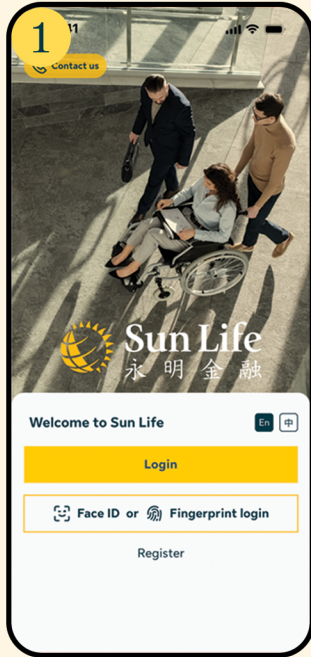 1
11
Contact us
Sun Life
永明金融
Welcome to Sun Life
En 中
Login
Face ID or Fingerprint login
Register